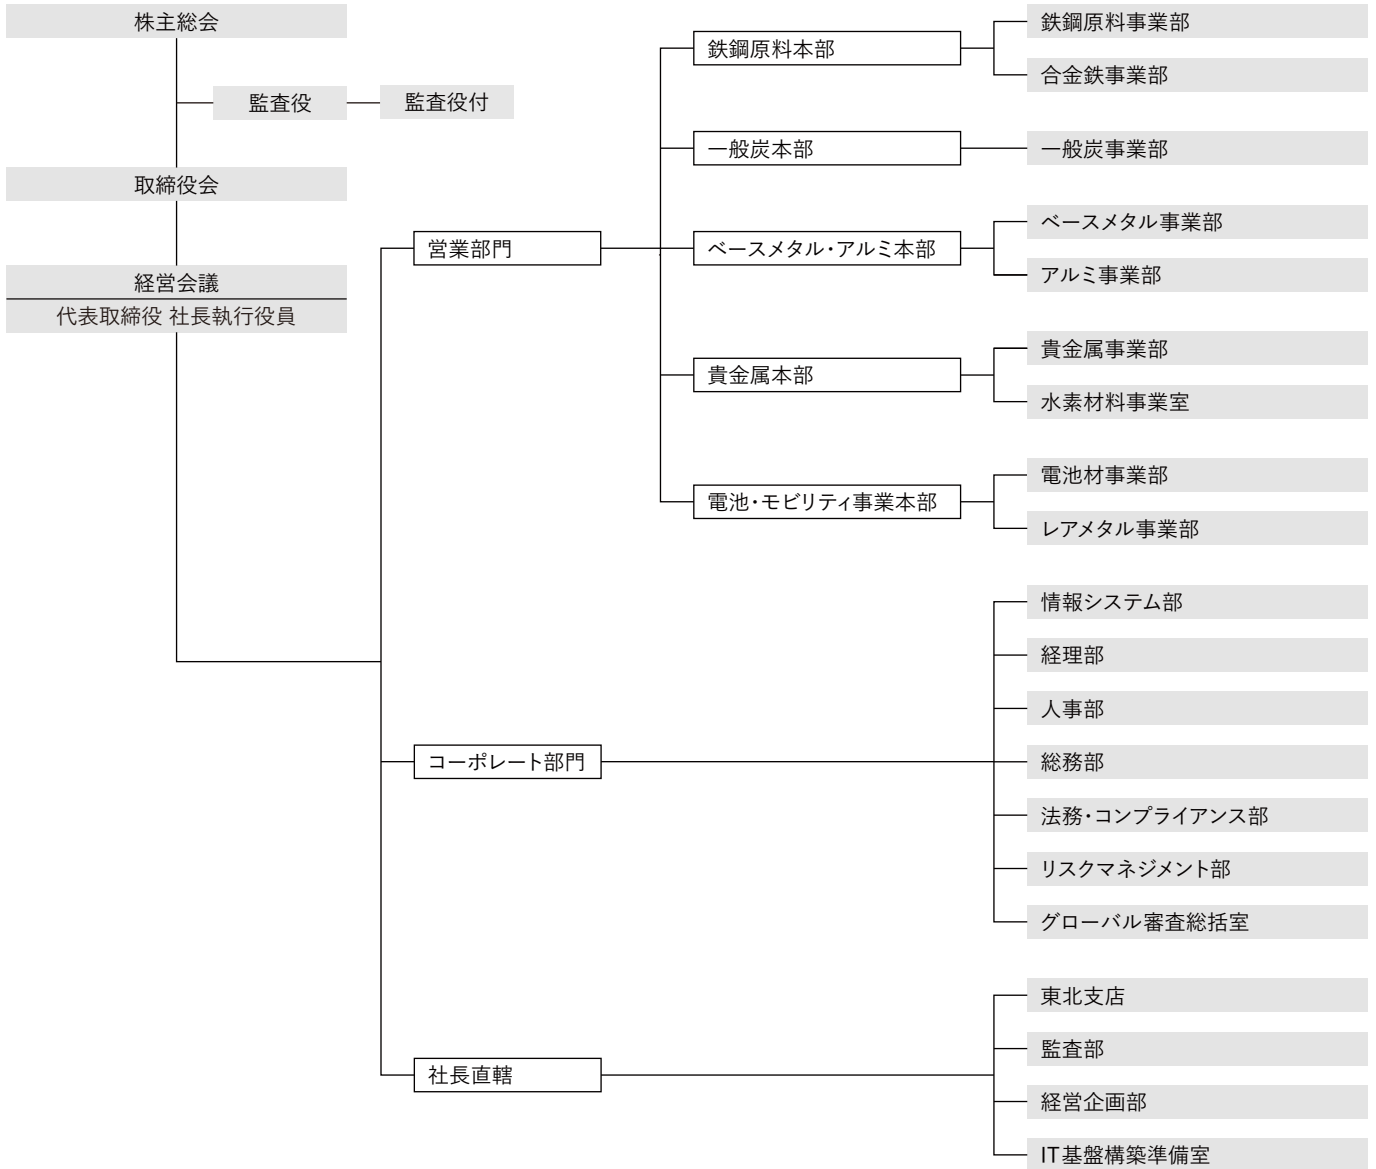 株主総会
監査役
監査役付
取締役会
経営会議
代表取締役 社長執行役員
営業部門
鉄鋼原料本部
鉄鋼原料事業部
合金鉄事業部
一般炭本部
一般炭事業部
ベースメタル・アルミ本部
ベースメタル事業部
アルミ事業部
貴金属本部
貴金属事業部
水素材料事業室
電池・モビリティ事業本部
電池材事業部
レアメタル事業部
コーポレート部門
情報システム部
経理部
人事部
総務部
法務・コンプライアンス部
リスクマネジメント部
グローバル審査総括室
社長直轄
東北支店
監査部
経営企画部
IT基盤構築準備室